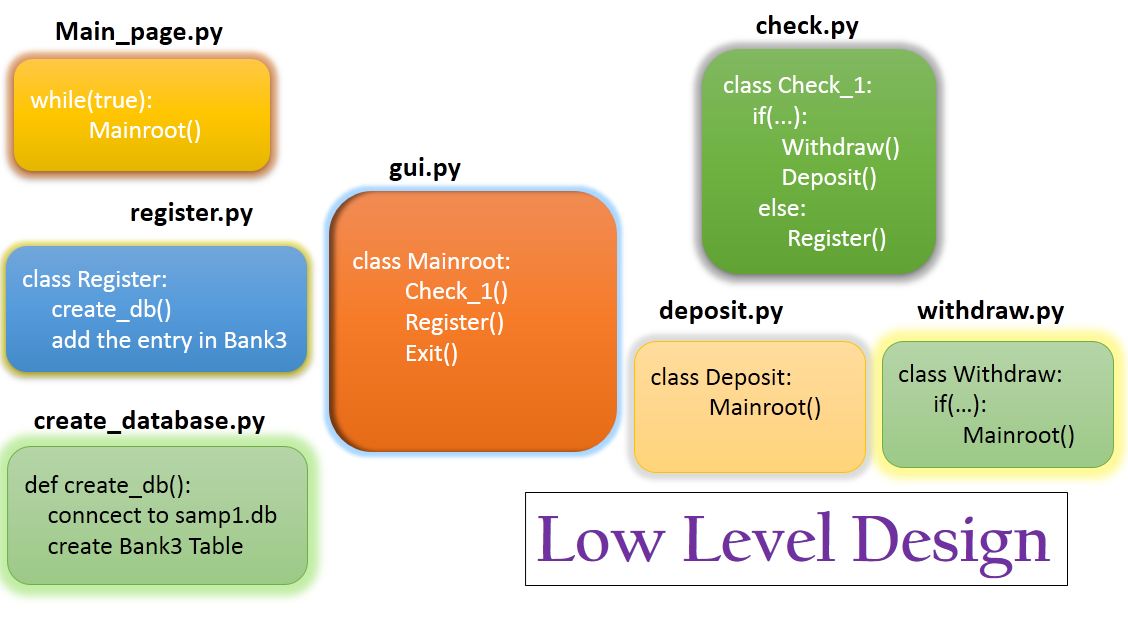 Main_page.py
while(true):
Mainroot()
register.py
class Register:
create_db()
add the entry in Bank3
create_database.py
def create_db():
conncect to samp1.db
create Bank3 Table
gui.py
class Mainroot:
Check_1()
Register()
Exit()
check.py
class Check_1:
if(...):
Withdraw()
Deposit()
else:
Register()
deposit.py
class Deposit:
Mainroot()
withdraw.py
class Withdraw:
if(...):
Mainroot()
Low Level Design